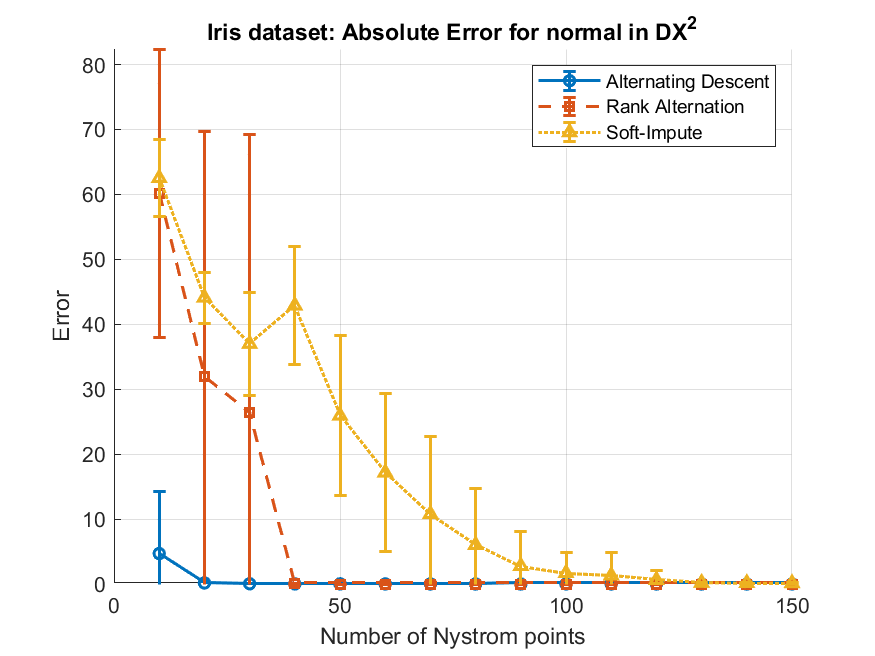 Iris dataset: Absolute Error for normal in DX²
Alternating Descent
Rank Alternation
Soft-Impute
Error
80
70
60
50
40
30
20
10
0
0 50 100 150
Number of Nystrom points